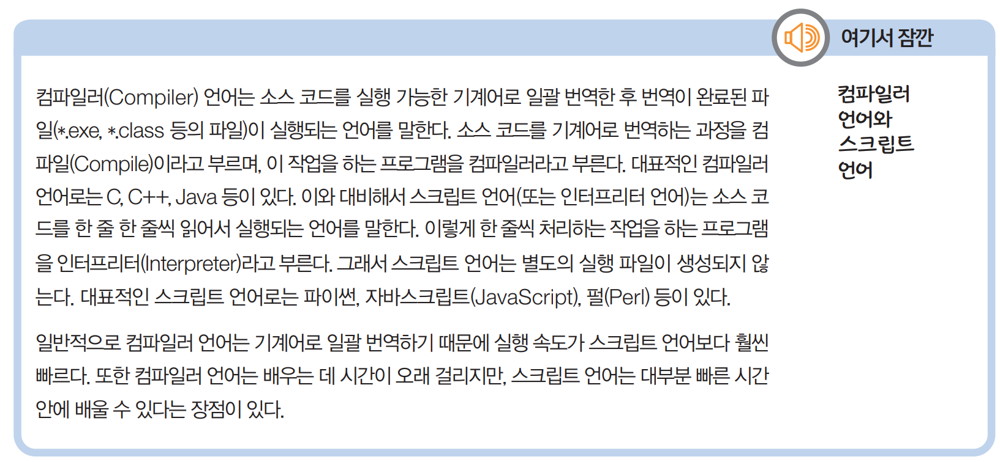 여기서 잠깐
컴파일러
언어와
스크립트
언어
컴파일러(Compiler) 언어는 소스 코드를 실행 가능한 기계어로 일괄 번역한 후 번역이 완료된 파
일(*.exe, *.class 등의 파일)이 실행되는 언어를 말한다. 소스 코드를 기계어로 번역하는 과정을 컴
파일(Compile)이라고 부르며, 이 작업을 하는 프로그램을 컴파일러라고 부른다. 대표적인 컴파일러
언어로는 C, C++, Java 등이 있다. 이와 대비해서 스크립트 언어(또는 인터프리터 언어)는 소스 코
드를 한 줄 한 줄씩 읽어서 실행되는 언어를 말한다. 이렇게 한 줄씩 처리하는 작업을 하는 프로그램
을 인터프리터(Interpreter)라고 부른다. 그래서 스크립트 언어는 별도의 실행 파일이 생성되지 않
는다. 대표적인 스크립트 언어로는 파이썬, 자바스크립트(JavaScript), 펄(Perl) 등이 있다.
일반적으로 컴파일러 언어는 기계어로 일괄 번역하기 때문에 실행 속도가 스크립트 언어보다 훨씬
빠르다. 또한 컴파일러 언어는 배우는 데 시간이 오래 걸리지만, 스크립트 언어는 대부분 빠른 시간
안에 배울 수 있다는 장점이 있다.